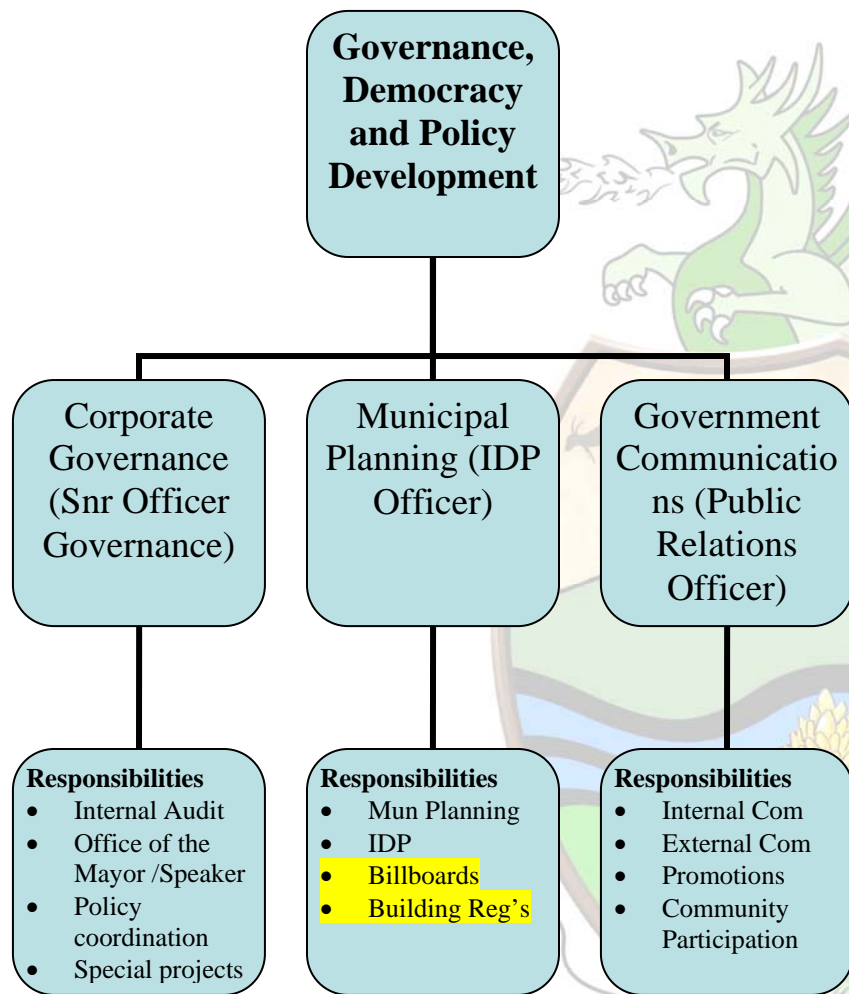 Governance,
Democracy
and Policy
Development
Corporate
Governance
(Snr Officer
Governance)
Municipal
Planning (IDP
Officer)
Government
Communicatio
ns (Public
Relations
Officer)
Responsibilities
• Internal Audit
• Office of the
Mayor /Speaker
• Policy
coordination
• Special projects
Responsibilities
• Mun Planning
• IDP
• Billboards
• Building Reg’s
Responsibilities
• Internal Com
• External Com
• Promotions
• Community
Participation